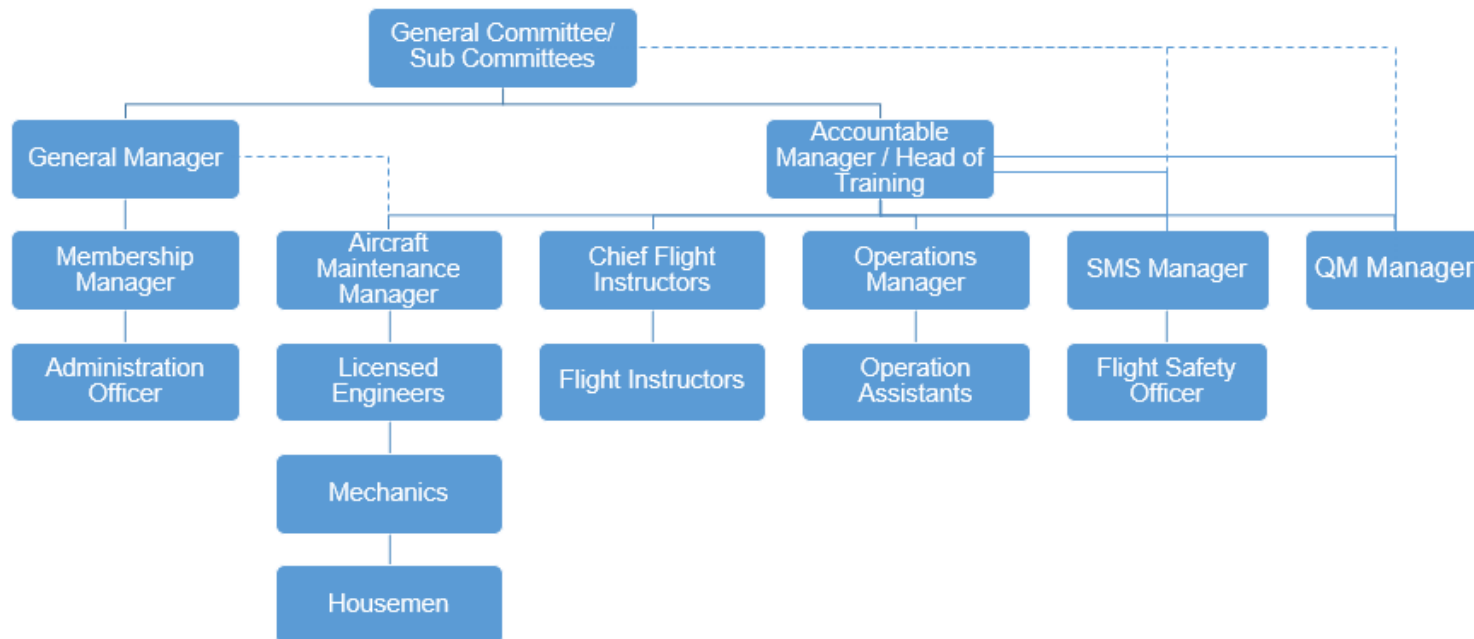 General Committee/
Sub Committees
General Manager
Accountable
Manager / Head of
Training
Membership
Manager
Aircraft
Maintenance
Manager
Chief Flight
Instructors
Operations
Manager
SMS Manager
QM Manager
Administration
Officer
Licensed
Engineers
Flight Instructors
Operation
Assistants
Flight Safety
Officer
Mechanics
Housemen